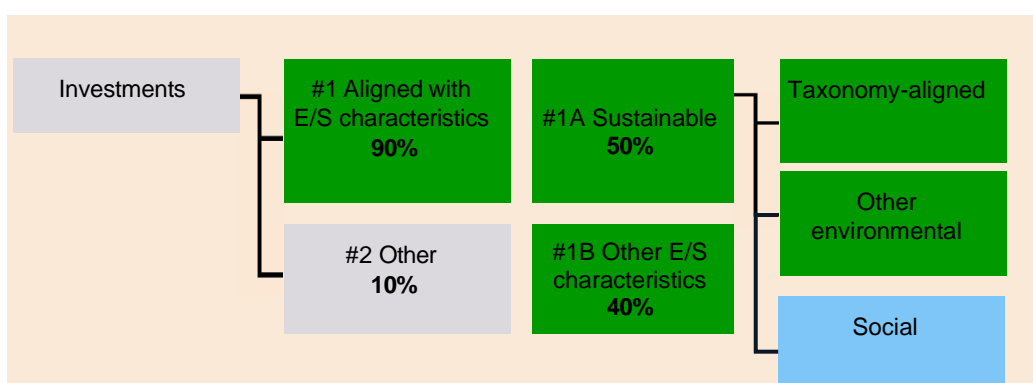 Investments
#1 Aligned with
E/S characteristics
90%
#2 Other
10%
#1A Sustainable
50%
#1B Other E/S
characteristics
40%
Taxonomy-aligned
Other
environmental
Social